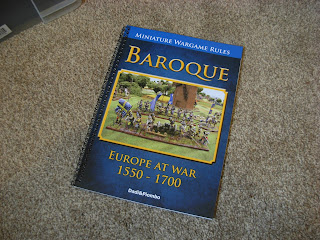 Miniature Wargame Rules
Baroque
Europe at war
1550 - 1700
Dadi&Piombo